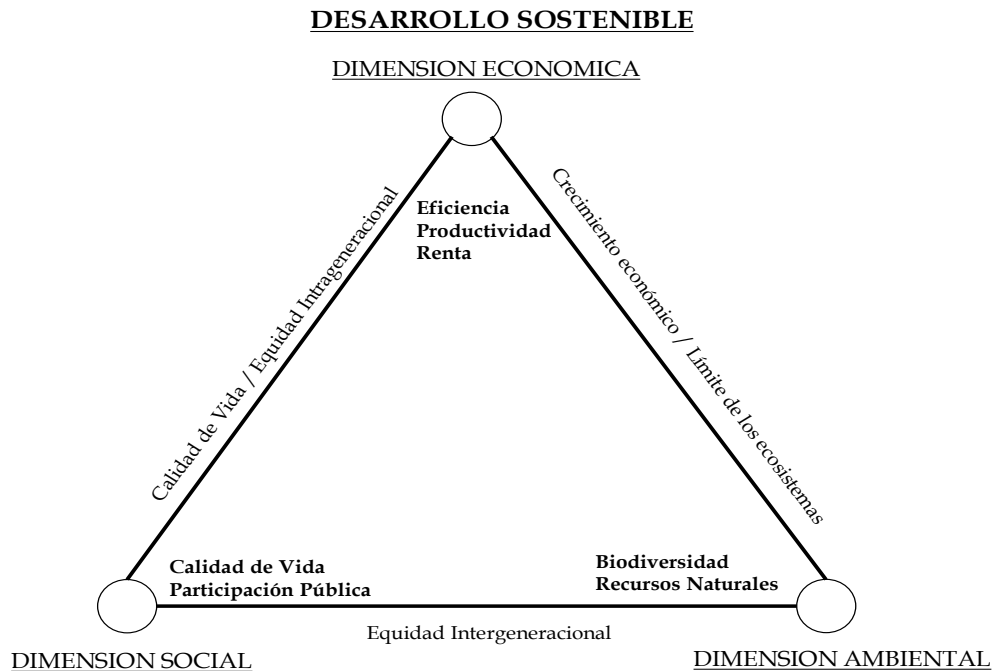 DESARROLLO SOSTENIBLE
DIMENSION ECONOMICA
Eficiencia
Productividad
Renta
Calidad de Vida / Equidad Intrageneracional
Crecimiento económico / Límite de los ecosistemas
Calidad de Vida
Participación Pública
Biodiversidad
Recursos Naturales
Equidad Intergeneracional
DIMENSION SOCIAL
DIMENSION AMBIENTAL